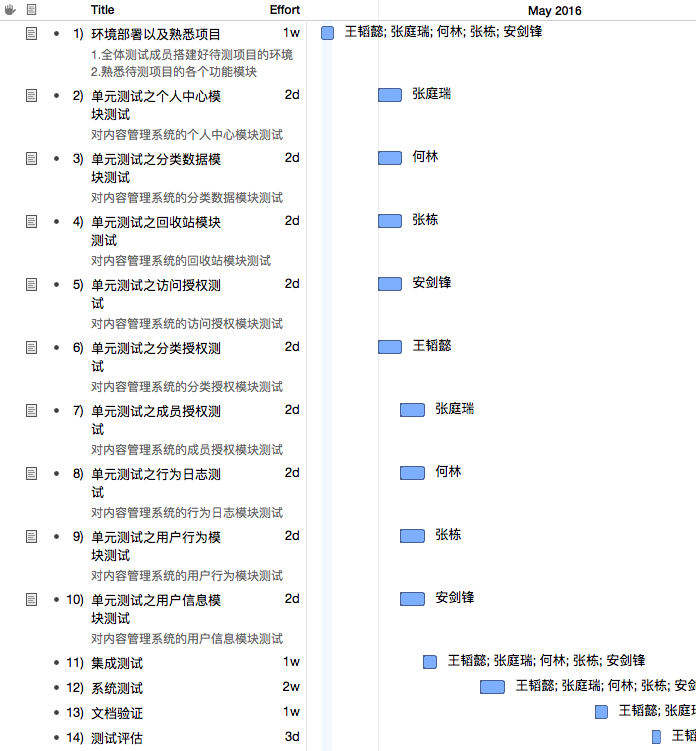 Title Effort May 2016
1) 环境部署以及熟悉项目 1w 王韬懿; 张庭瑞; 何林; 张栋; 安剑锋
1.全体测试成员搭建好待测项目的环境
2.熟悉待测项目的各个功能模块
2) 单元测试之个人中心模 2d 张庭瑞
块测试
对内容管理系统的个人中心模块测试
3) 单元测试之分类数据模 2d 何林
块测试
对内容管理系统的分类数据模块测试
4) 单元测试之回收站模块 2d 张栋
测试
对内容管理系统的回收站模块测试
5) 单元测试之访问授权测 2d 安剑锋
试
对内容管理系统的访问授权模块测试
6) 单元测试之分类授权测 2d 王韬懿
试
对内容管理系统的分类授权模块测试
7) 单元测试之成员授权测 2d 张庭瑞
试
对内容管理系统的成员授权模块测试
8) 单元测试之行为日志测 2d 何林
试
对内容管理系统的行为日志模块测试
9) 单元测试之用户行为模 2d 张栋
块测试
对内容管理系统的用户行为模块测试
10) 单元测试之用户信息模 2d 安剑锋
块测试
对内容管理系统的用户信息模块测试
11) 集成测试 1w 王韬懿; 张庭瑞; 何林; 张栋; 安剑锋
12) 系统测试 2w 王韬懿; 张庭瑞; 何林; 张栋; 安剑
13) 文档验证 1w 王韬懿; 张庭
14) 测试评估 3d 王韬